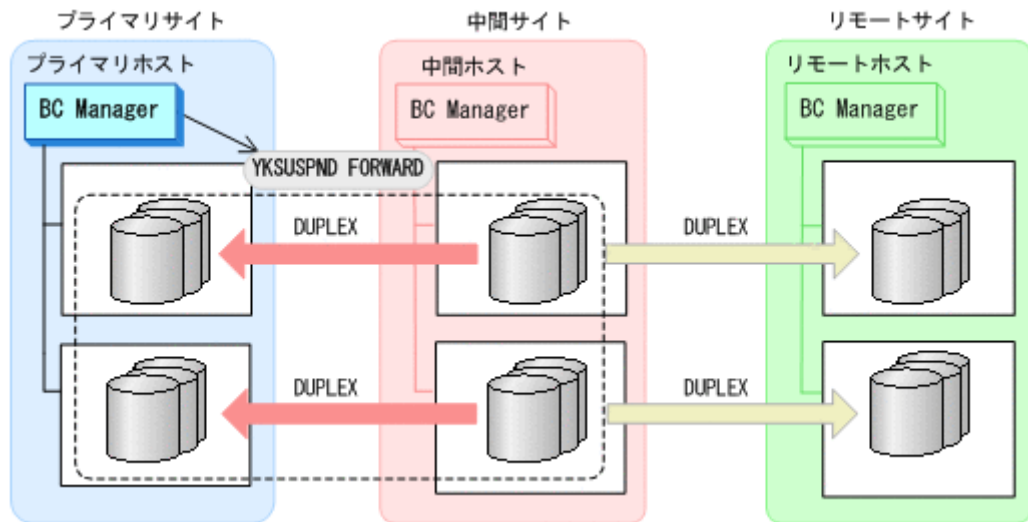 プライマリサイト
中間サイト
リモートサイト
プライマリホスト
中間ホスト
リモートホスト
BC Manager
BC Manager
BC Manager
YKSUSPND FORWARD
DUPLEX
DUPLEX
DUPLEX
DUPLEX